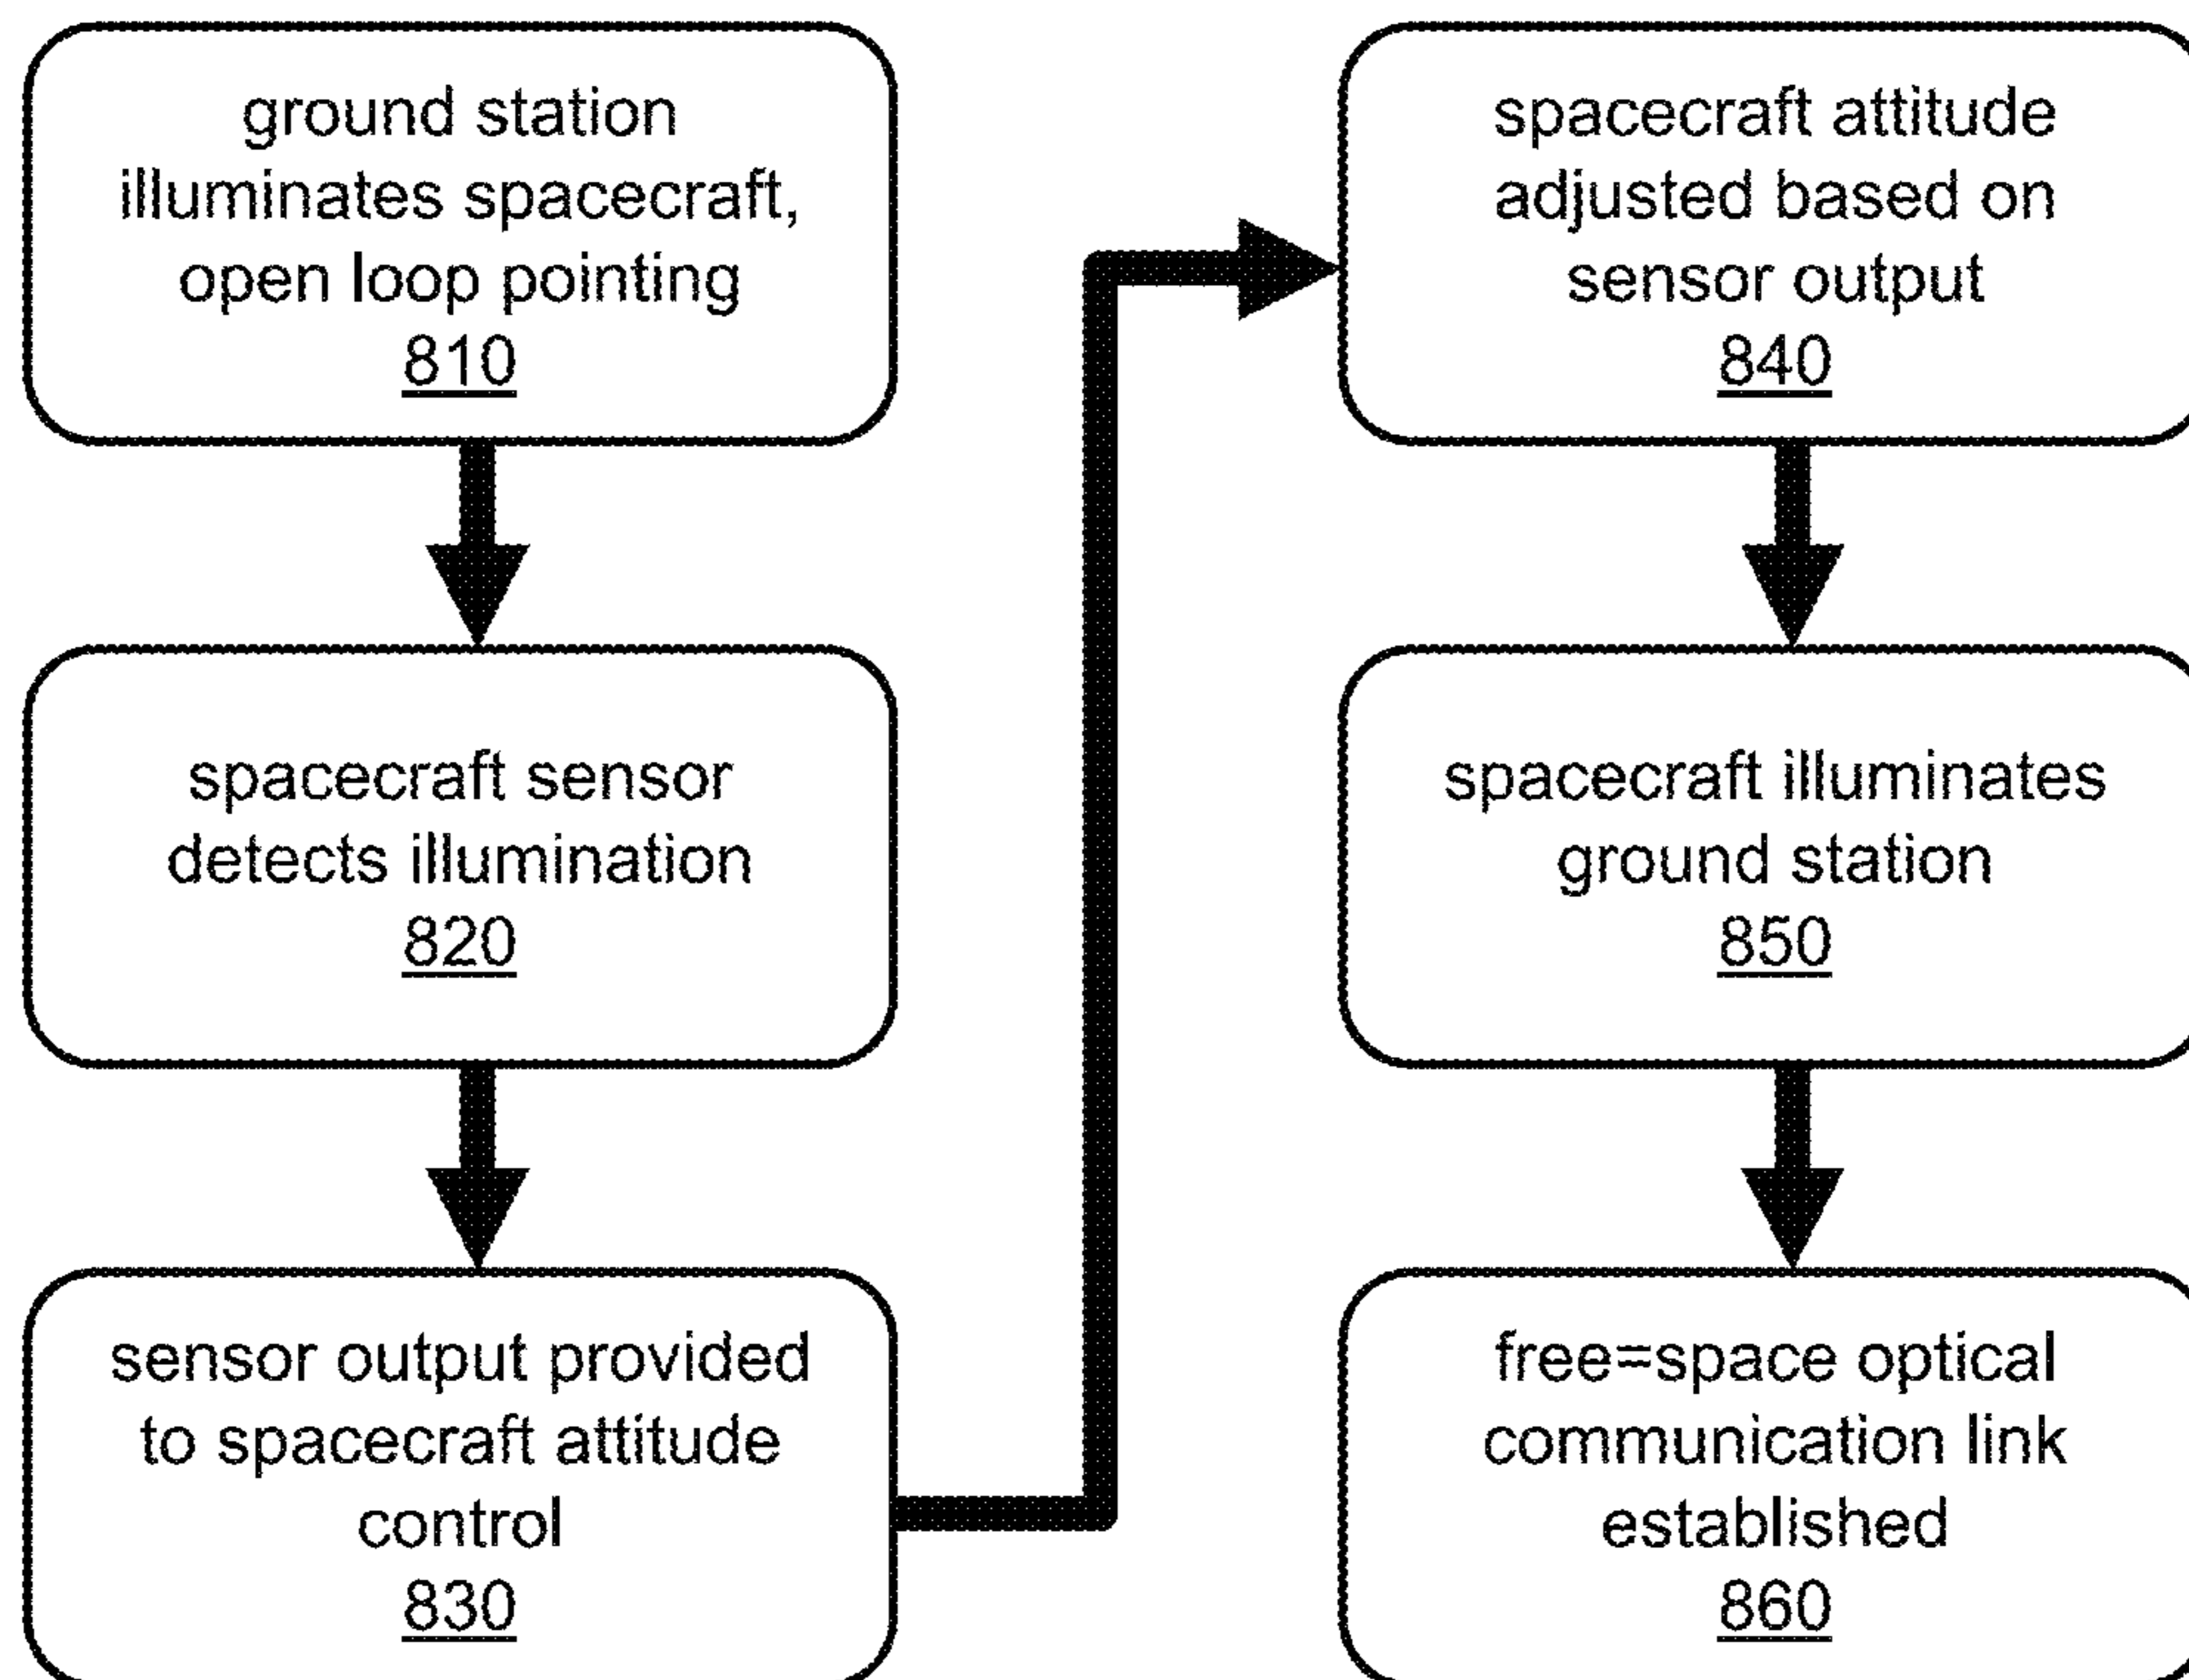 ground station
illuminates spacecraft,
open loop pointing
810
spacecraft sensor
detects illumination
820
sensor output provided
to spacecraft attitude
control
830
spacecraft attitude
adjusted based on
sensor output
840
spacecraft illuminates
ground station
850
free=space optical
communication link
established
860